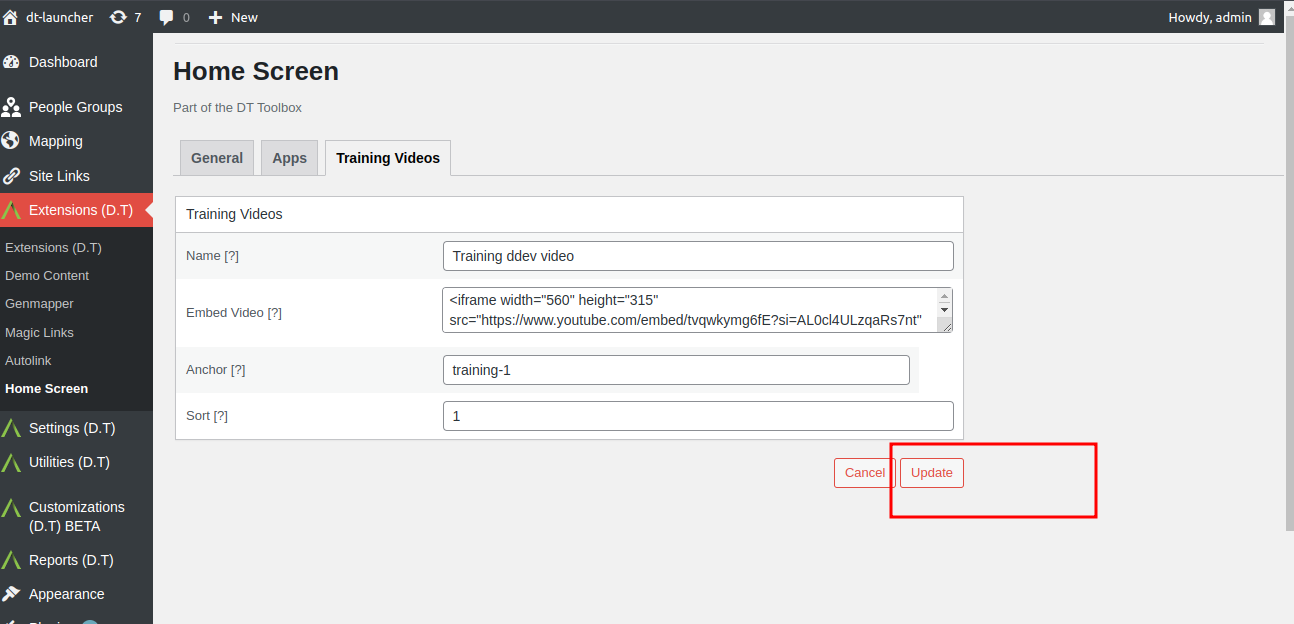 dt-launcher 7 0 New Howdy, admin
Dashboard
People Groups
Mapping
Site Links
Extensions (D.T)
Extensions (D.T)
Demo Content
Genmapper
Magic Links
Autolink
Home Screen
Settings (D.T)
Utilities (D.T)
Customizations
(D.T) BETA
Reports (D.T)
Appearance
Home Screen
Part of the DT Toolbox
General Apps Training Videos
Training Videos
Name [?] Training ddev video
Embed Video [?] <iframe width="560" height="315"
src="https://www.youtube.com/embed/tvqwkymg6fE?si=AL0cl4ULzqaRs7nt"
Anchor [?] training-1
Sort [?] 1
Cancel Update